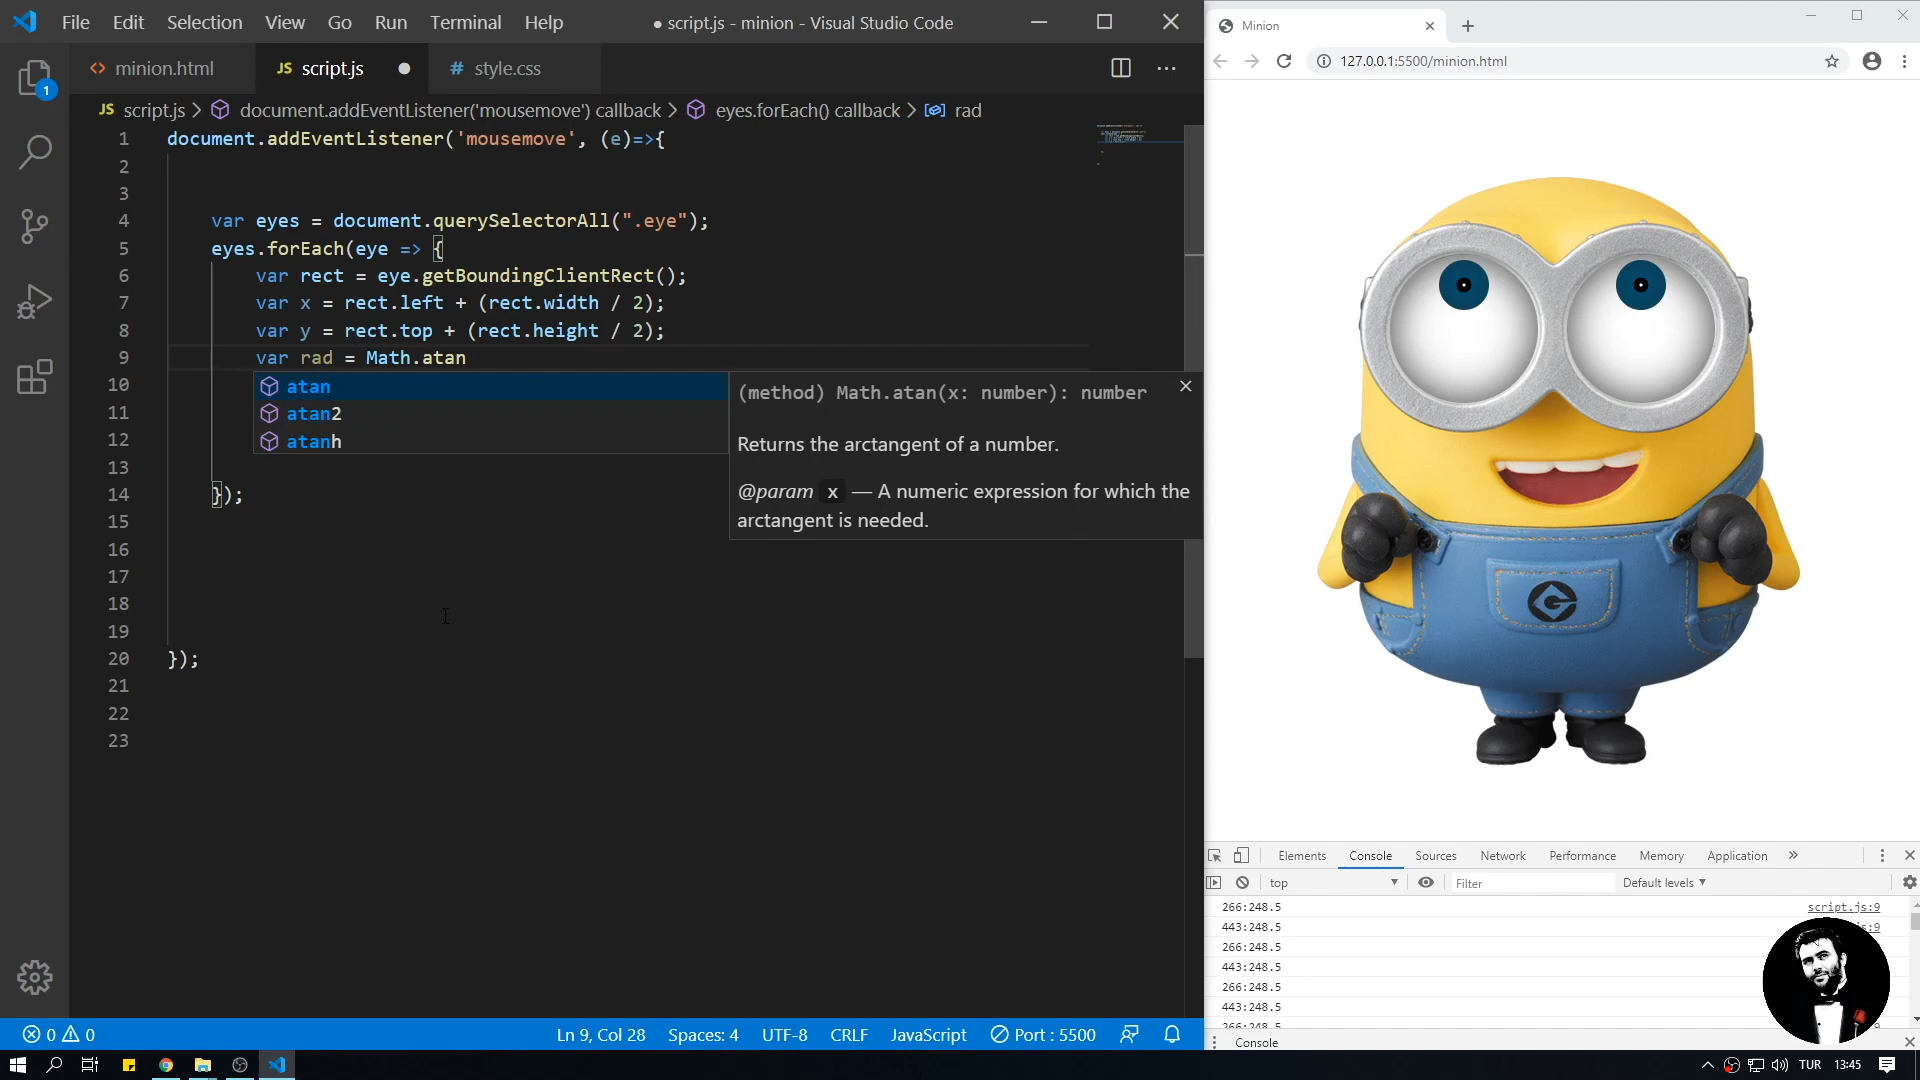 File Edit Selection View Go Run Terminal Help ● script.js - minion - Visual Studio Code
minion.html JS script.js # style.css
JS script.js > document.addEventListener('mousemove') callback > eyes.forEach() callback > rad
1 document.addEventListener('mousemove', (e)=>{
2
3
4 var eyes = document.querySelectorAll(".eye");
5 eyes.forEach(eye => {
6 var rect = eye.getBoundingClientRect();
7 var x = rect.left + (rect.width / 2);
8 var y = rect.top + (rect.height / 2);
9 var rad = Math.atan
10 atan
11 atan2
12 atanh
13
14 });
15
16
17
18
19
20 });
21
22
23
(method) Math.atan(x: number): number
Returns the arctangent of a number.
@param x — A numeric expression for which the
arctangent is needed.
1
0 0 Ln 9, Col 28 Spaces: 4 UTF-8 CRLF JavaScript Port : 5500
Minion
127.0.0.1:5500/minion.html
Elements Console Sources Network Performance Memory Application »
top Filter Default levels
266:248.5 script.js:9
443:248.5
266:248.5
443:248.5
266:248.5
443:248.5
266:248.5
Console
TUR 13:45